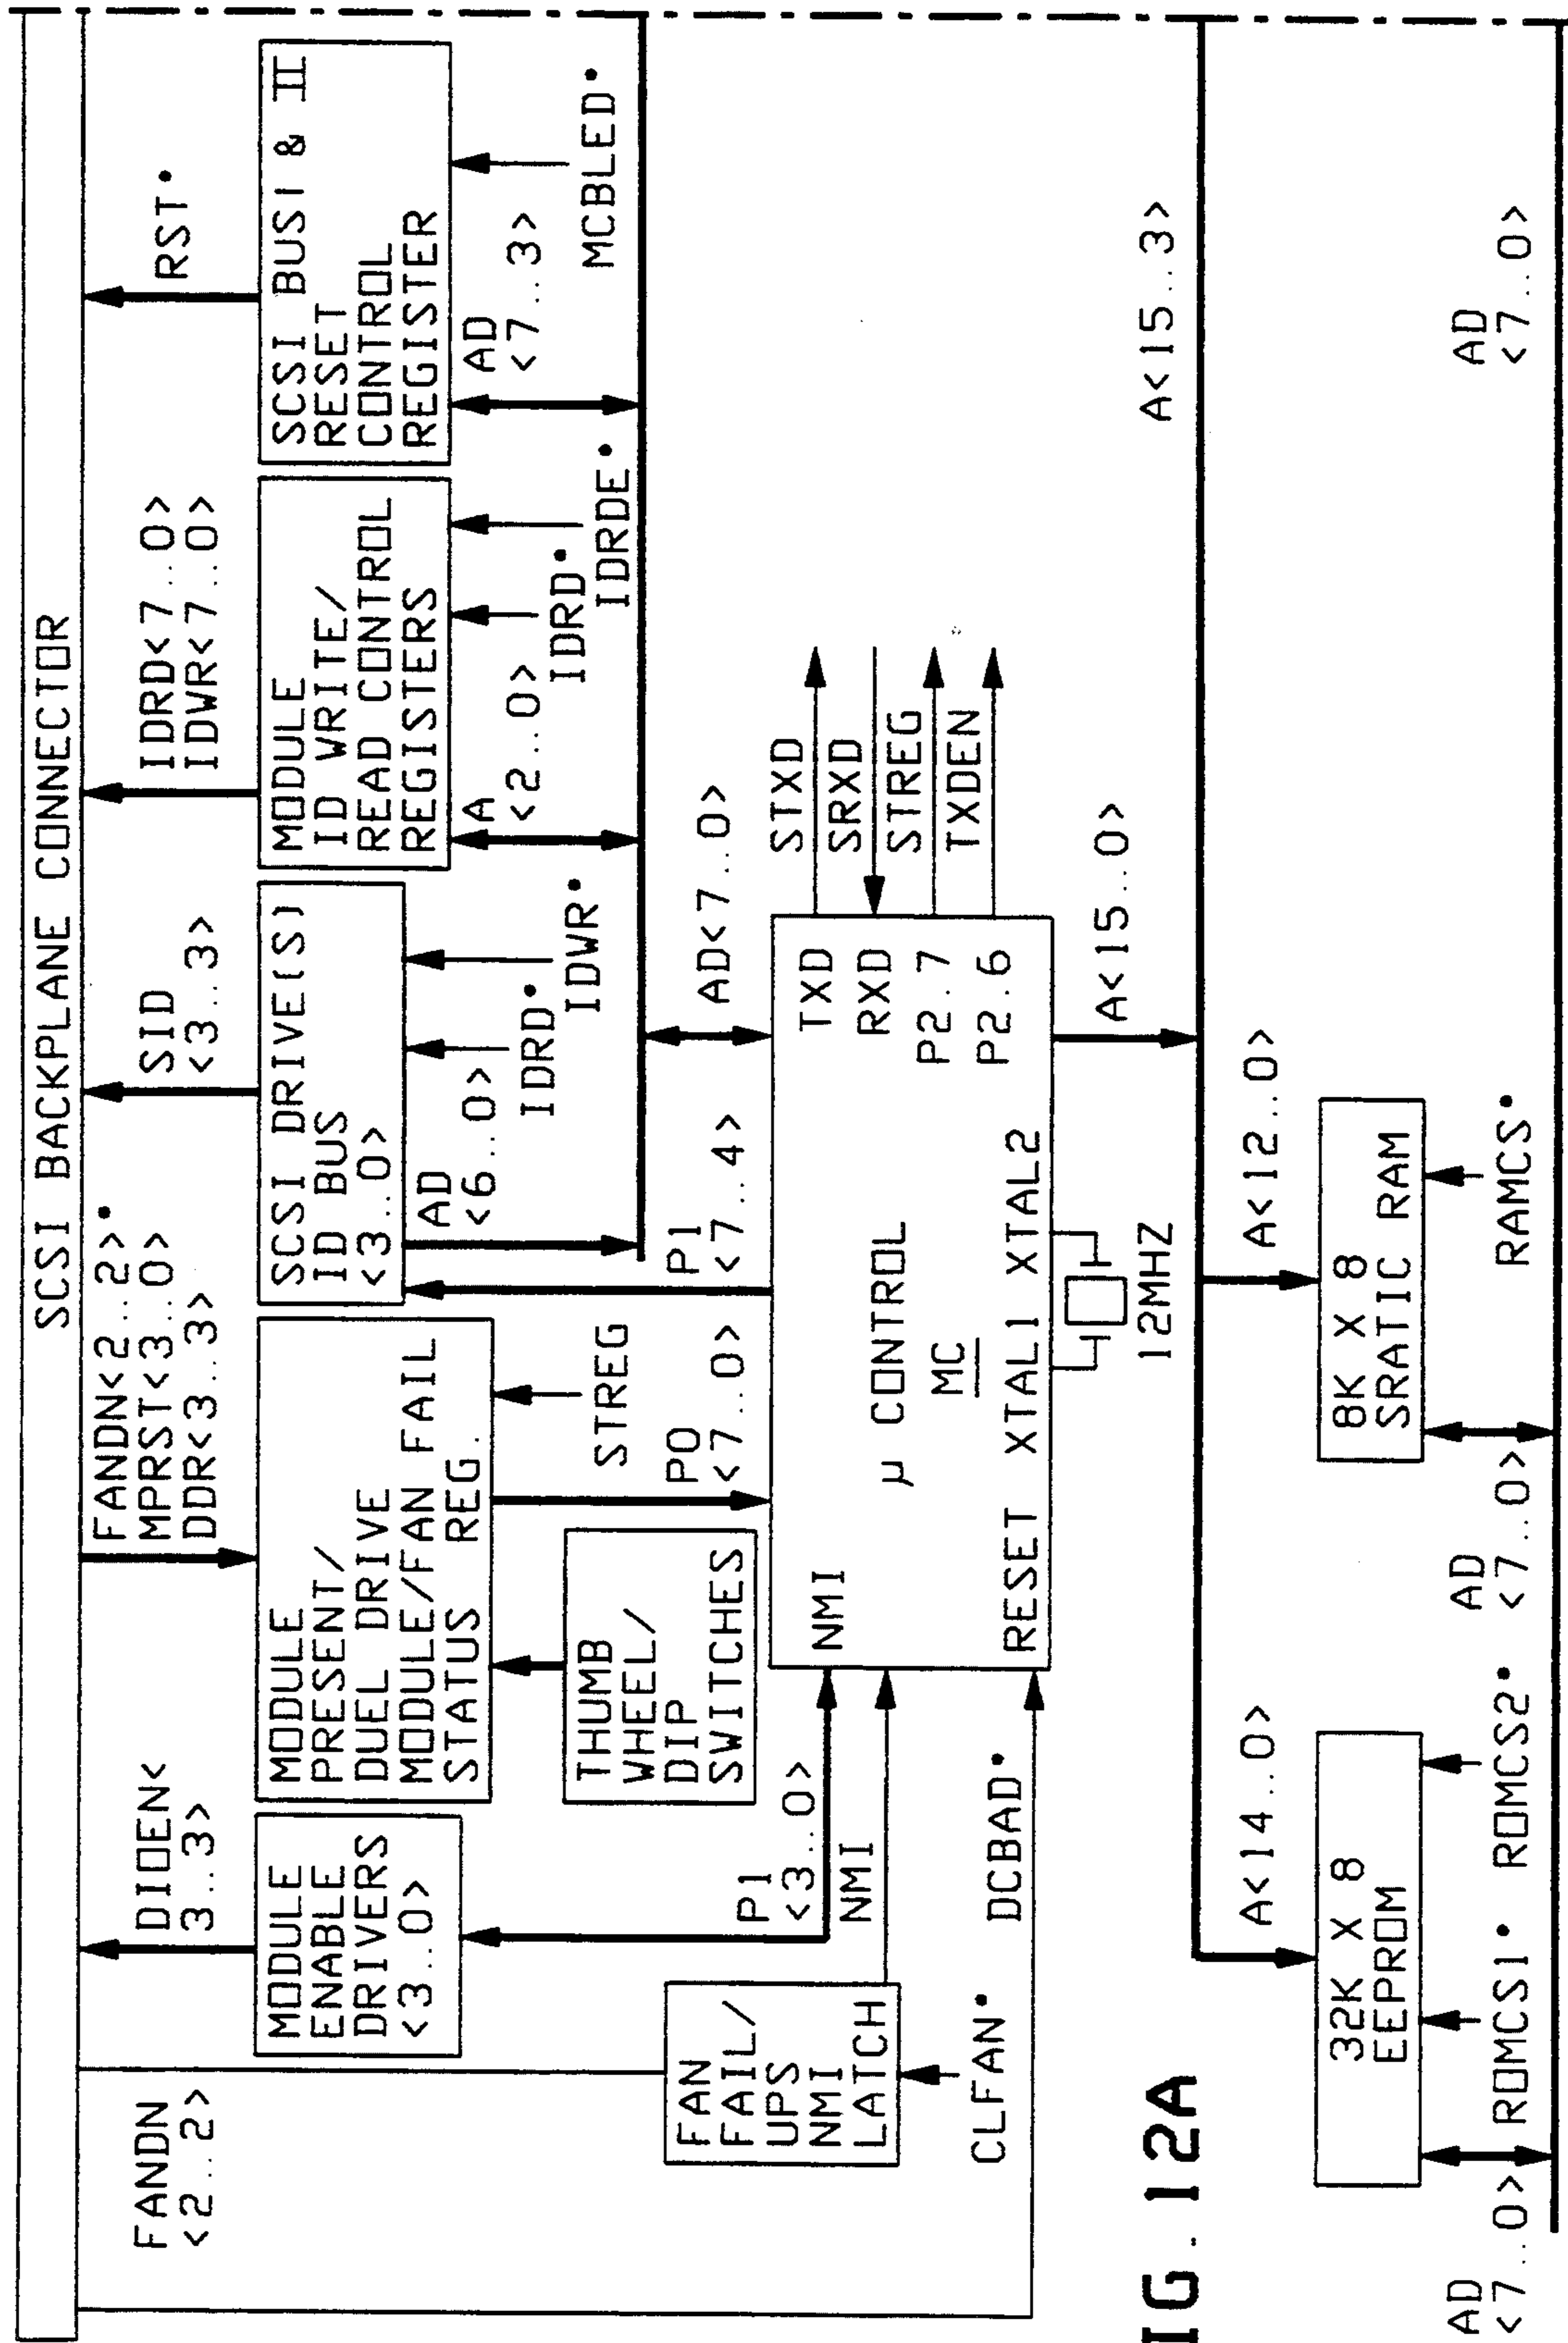 SCSI BACKPLANE CONNECTOR
FANDN
<2...2>
DIOEN<
3...3>
FANDN<2...2>•
MPRST<3...0>
DDR<3...3>
SID
<3...3>
IDRD<7...0>
IDWR<7...0>
RST•
MODULE
ENABLE
DRIVERS
<3...0>
MODULE
PRESENT/
DUEL DRIVE
MODULE/FAN FAIL
STATUS REG.
SCSI DRIVE(S)
ID BUS
<3...0>
MODULE
ID WRITE/
READ CONTROL
REGISTERS
SCSI BUSI & II
RESET
CONTROL
REGISTER
STREG
AD
<6...0>
IDRD•
IDWR•
A
<2...0>
IDRD•
IDRDE•
AD
<7...3>
MCBLED•
THUMB
WHEEL/
DIP
SWITCHES
FAN
FAIL/
UPS
NMI
LATCH
CLFAN•
P1
<3...0>
NMI
DCBAD•
PO
<7...0>
P1
<7...4>
AD<7...0>
NMI
µ CONTROL
MC
RESET XTAL1 XTAL2
TXD
RXD
P2.7
P2.6
STXD
SRXD
STREG
TXDEN
12MHZ
A<15...0>
A<15...3>
A<14...0>
A<12...0>
32K X 8
EEPROM
8K X 8
SRATIC RAM
AD
<7...0>
ROMCS1•
ROMCS2•
AD
<7...0>
RAMCS•
AD
<7...0>
IG. 12A